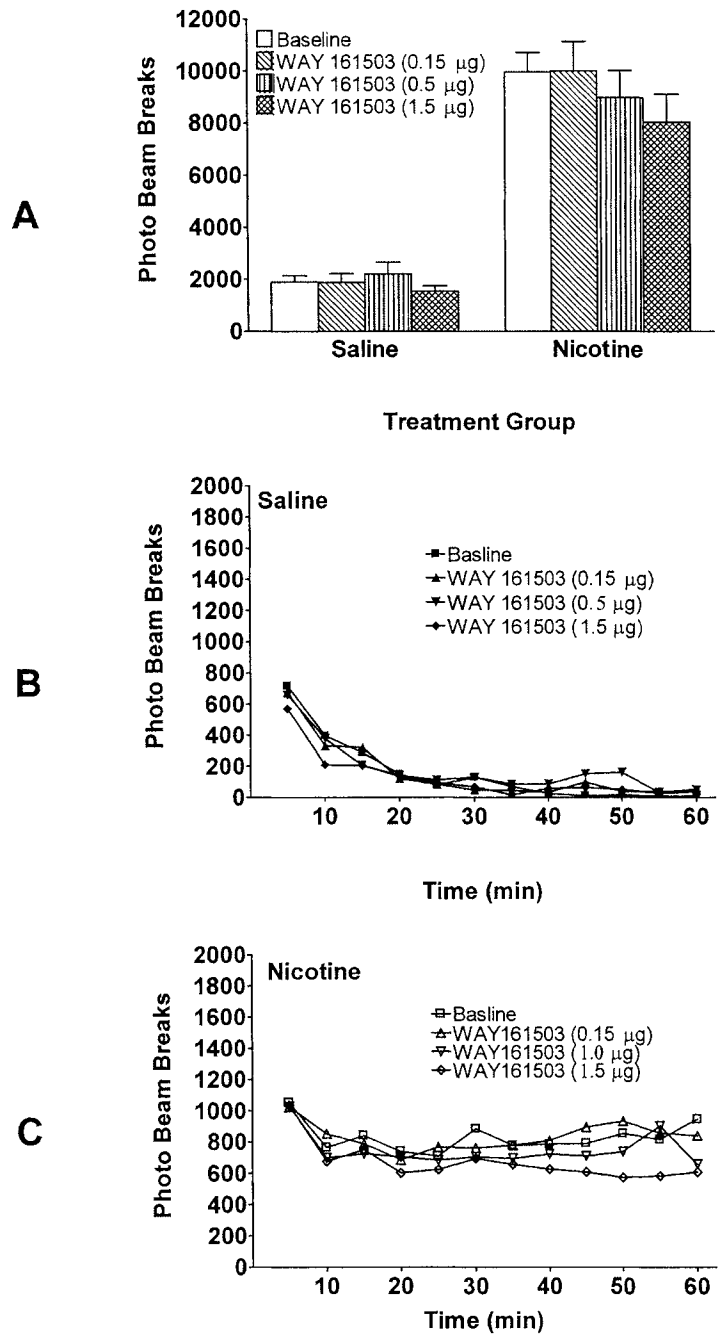 A
Photo Beam Breaks
12000
10000
8000
6000
4000
2000
0
Baseline
WAY 161503 (0.15 μg)
WAY 161503 (0.5 μg)
WAY 161503 (1.5 μg)
Saline Nicotine
Treatment Group
B
Photo Beam Breaks
2000
1800
1600
1400
1200
1000
800
600
400
200
0
Saline
Basline
WAY 161503 (0.15 μg)
WAY 161503 (0.5 μg)
WAY 161503 (1.5 μg)
10 20 30 40 50 60
Time (min)
C
Photo Beam Breaks
2000
1800
1600
1400
1200
1000
800
600
400
200
0
Nicotine
Basline
WAY161503 (0.15 μg)
WAY161503 (1.0 μg)
WAY161503 (1.5 μg)
10 20 30 40 50 60
Time (min)